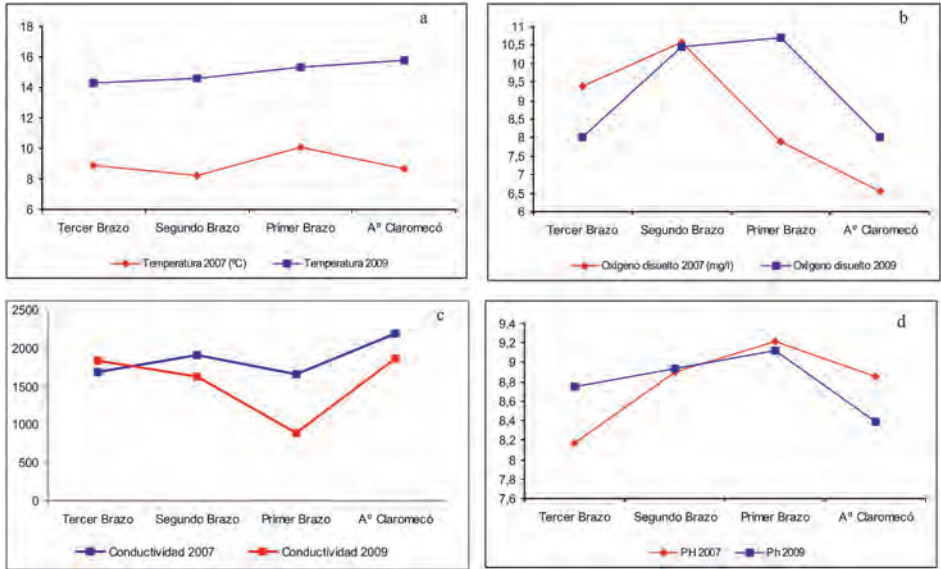 a
18
16
14
12
10
8
6
Tercer Brazo Segundo Brazo Primer Brazo Aº Claromecó
Temperatura 2007 (ºC) Temperatura 2009
b
11
10,5
10
9,5
9
8,5
8
7,5
7
6,5
6
Tercer Brazo Segundo Brazo Primer Brazo Aº Claromecó
Oxígeno disuelto 2007 (mg/l) Oxígeno disuelto 2009
c
2500
2000
1500
1000
500
0
Tercer Brazo Segundo Brazo Primer Brazo Aº Claromecó
Conductividad 2007 Conductividad 2009
d
9,4
9,2
9
8,8
8,6
8,4
8,2
8
7,8
7,6
Tercer Brazo Segundo Brazo Primer Brazo Aº Claromecó
PH 2007 Ph 2009